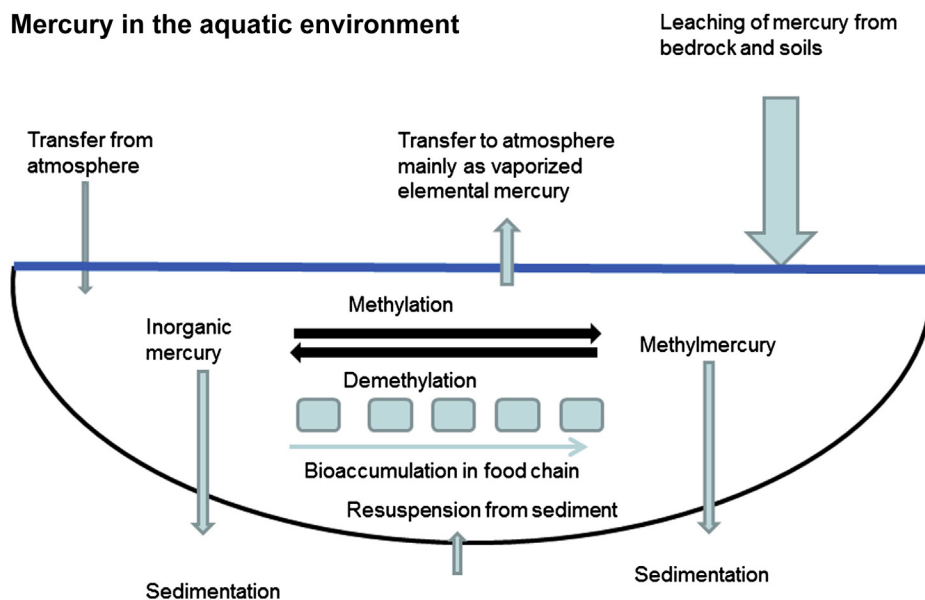 Mercury in the aquatic environment
Leaching of mercury from
bedrock and soils
Transfer from
atmosphere
Transfer to atmosphere
mainly as vaporized
elemental mercury
Methylation
Inorganic
mercury
Methylmercury
Demethylation
Bioaccumulation in food chain
Resuspension from sediment
Sedimentation
Sedimentation